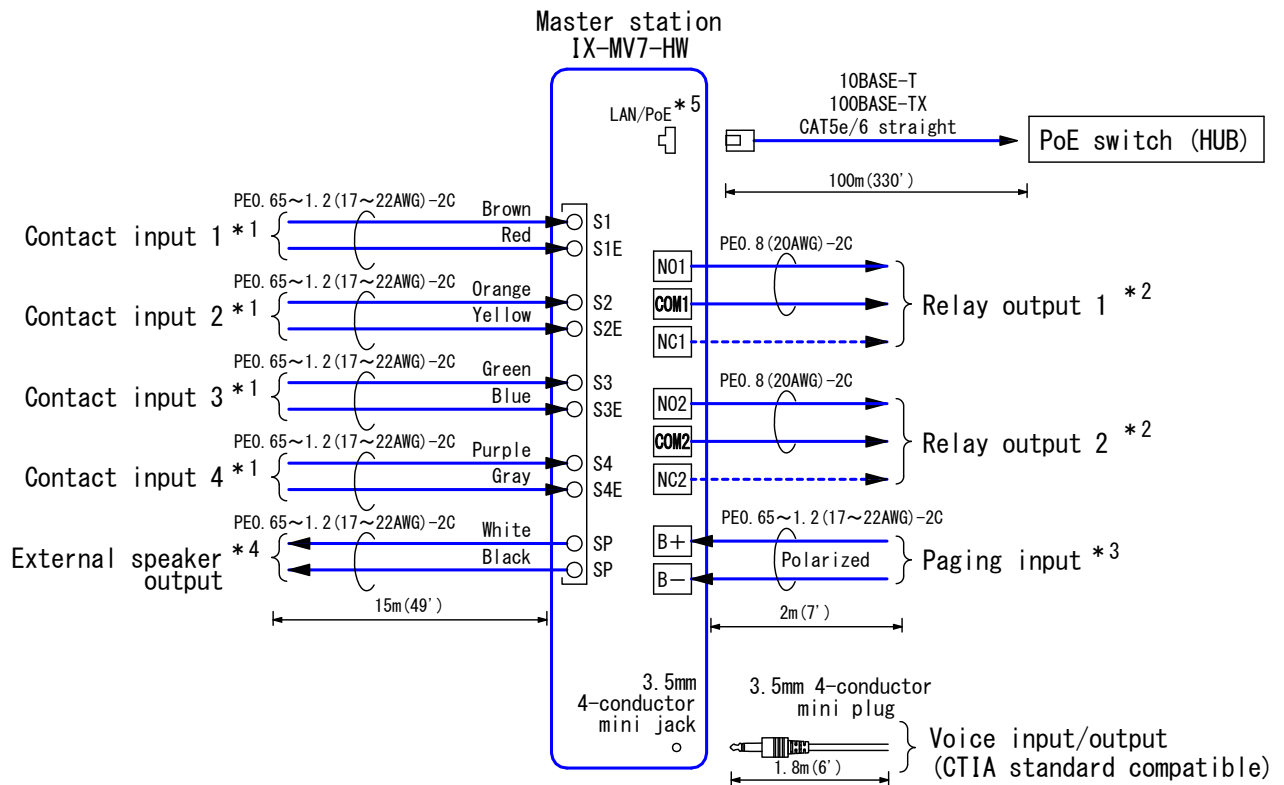 Master station
IX-MV7-HW
LAN/PoE *5
10BASE-T
100BASE-TX
CAT5e/6 straight
PoE switch (HUB)
100m(330')
PE0.65～1.2(17～22AWG)-2C
Contact input 1 *1
Brown
S1
Red
S1E
PE0.65～1.2(17～22AWG)-2C
Contact input 2 *1
Orange
S2
Yellow
S2E
PE0.65～1.2(17～22AWG)-2C
Contact input 3 *1
Green
S3
Blue
S3E
PE0.65～1.2(17～22AWG)-2C
Contact input 4 *1
Purple
S4
Gray
S4E
PE0.65～1.2(17～22AWG)-2C
External speaker *4
output
White
SP
Black
SP
15m(49')
PE0.8(20AWG)-2C
NO1
COM1
NC1
Relay output 1 *2
PE0.8(20AWG)-2C
NO2
COM2
NC2
Relay output 2 *2
PE0.65～1.2(17～22AWG)-2C
B+
Polarized
B−
Paging input *3
2m(7')
3.5mm
4-conductor
mini jack
3.5mm 4-conductor
mini plug
1.8m(6')
Voice input/output
(CTIA standard compatible)